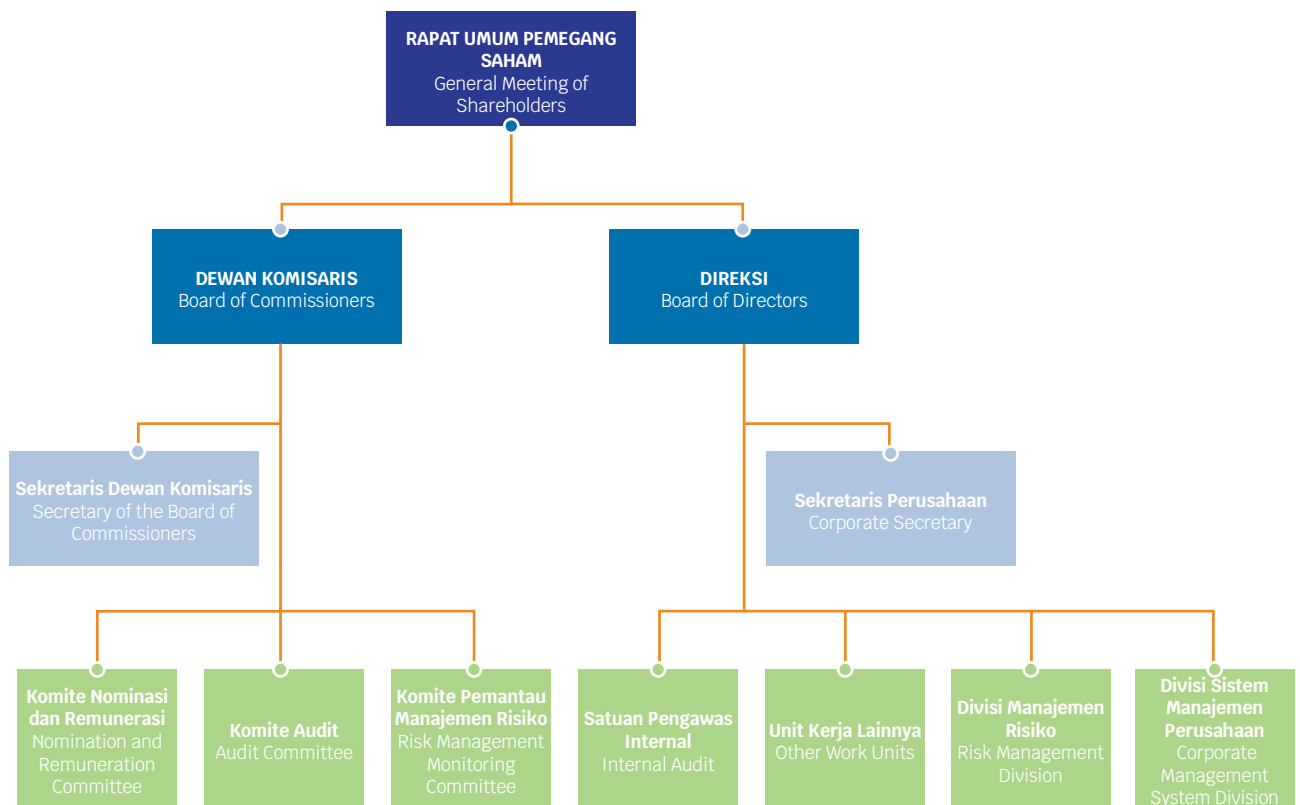 RAPAT UMUM PEMEGANG
SAHAM
General Meeting of
Shareholders
DEWAN KOMISARIS
Board of Commissioners
DIREKSI
Board of Directors
Sekretaris Dewan Komisaris
Secretary of the Board of
Commissioners
Sekretaris Perusahaan
Corporate Secretary
Komite Nominasi
dan Remunerasi
Nomination and
Remuneration
Committee
Komite Audit
Audit Committee
Komite Pemantau
Manajemen Risiko
Risk Management
Monitoring
Committee
Satuan Pengawas
Internal
Internal Audit
Unit Kerja Lainnya
Other Work Units
Divisi Manajemen
Risiko
Risk Management
Division
Divisi Sistem
Manajemen
Perusahaan
Corporate
Management
System Division